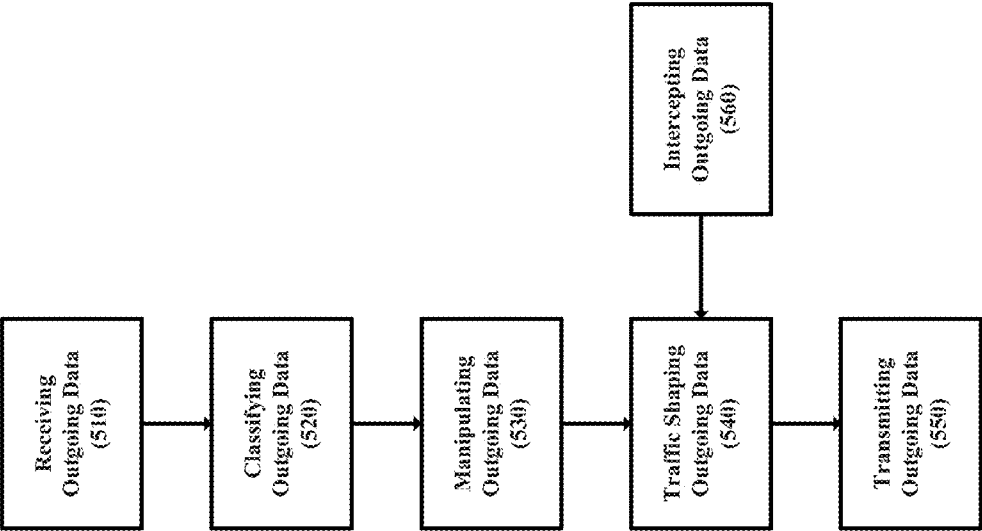 Receiving
Outgoing Data
(510)
Classifying
Outgoing Data
(520)
Manipulating
Outgoing Data
(530)
Traffic Shaping
Outgoing Data
(540)
Transmitting
Outgoing Data
(550)
Intercepting
Outgoing Data
(560)